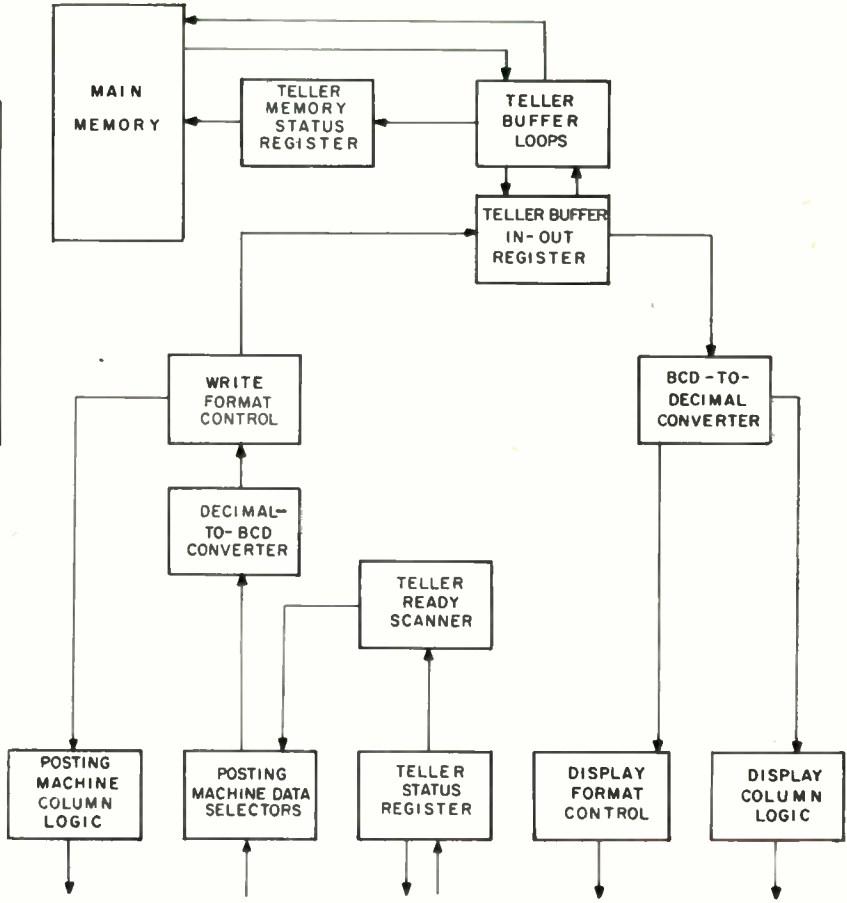 MAIN
MEMORY
TELLER
MEMORY
STATUS
REGISTER
TELLER
BUFFER
LOOPS
TELLER BUFFER
IN-OUT
REGISTER
WRITE
FORMAT
CONTROL
BCD-TO-
DECIMAL
CONVERTER
DECIMAL-
TO-BCD
CONVERTER
TELLER
READY
SCANNER
POSTING
MACHINE
COLUMN
LOGIC
POSTING
MACHINE DATA
SELECTORS
TELLER
STATUS
REGISTER
DISPLAY
FORMAT
CONTROL
DISPLAY
COLUMN
LOGIC